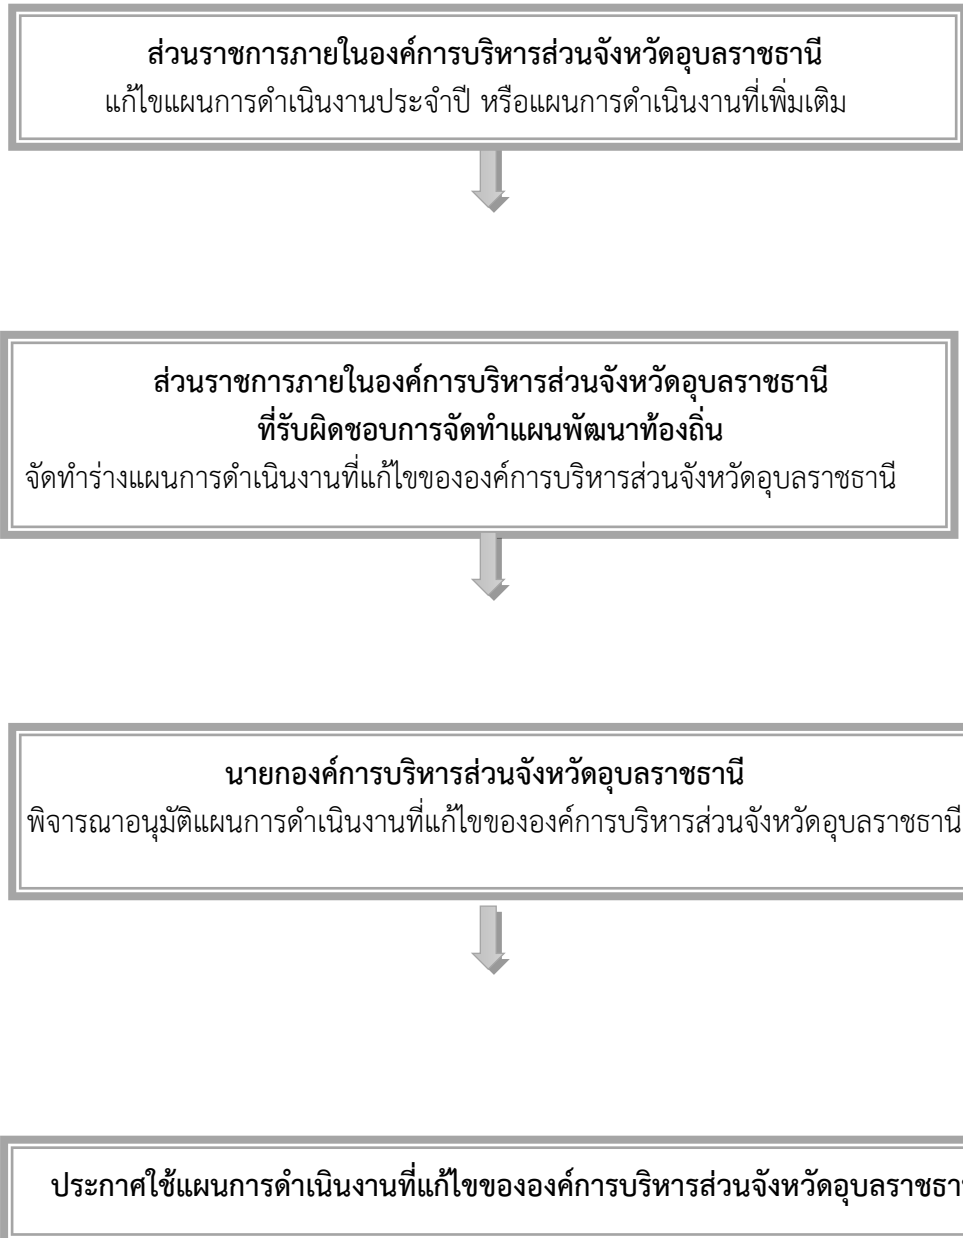 ส่วนราชการภายในองค์การบริหารส่วนจังหวัดอุบลราชธานี
แก้ไขแผนการดำเนินงานประจำปี หรือแผนการดำเนินงานที่เพิ่มเติม
ส่วนราชการภายในองค์การบริหารส่วนจังหวัดอุบลราชธานี
ที่รับผิดชอบการจัดทำแผนพัฒนาท้องถิ่น
จัดทำร่างแผนการดำเนินงานที่แก้ไขขององค์การบริหารส่วนจังหวัดอุบลราชธานี
นายกองค์การบริหารส่วนจังหวัดอุบลราชธานี
พิจารณาอนุมัติแผนการดำเนินงานที่แก้ไขขององค์การบริหารส่วนจังหวัดอุบลราชธานี
ประกาศใช้แผนการดำเนินงานที่แก้ไขขององค์การบริหารส่วนจังหวัด